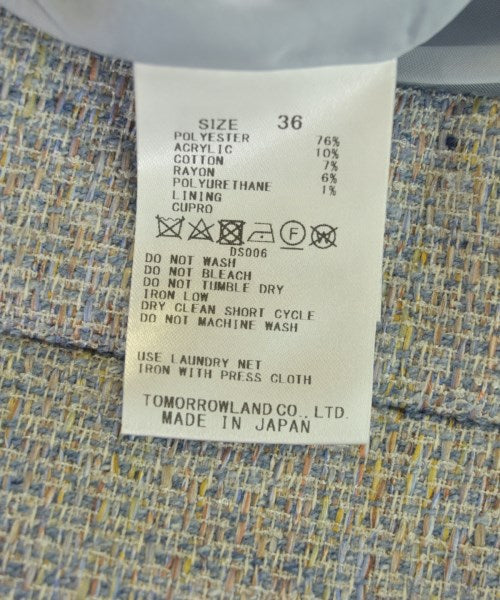 SIZE 36
POLYESTER 76%
ACRYLIC 10%
COTTON 7%
RAYON 6%
POLYURETHANE 1%
LINING
CUPRO
F W
DS006
DO NOT WASH
DO NOT BLEACH
DO NOT TUMBLE DRY
IRON LOW
DRY CLEAN SHORT CYCLE
DO NOT MACHINE WASH
USE LAUNDRY NET
IRON WITH PRESS CLOTH
TOMORROWLAND CO., LTD.
MADE IN JAPAN